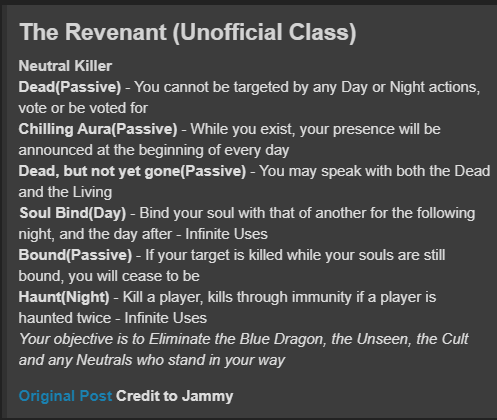 The Revenant (Unofficial Class)
Neutral Killer
Dead(Passive) - You cannot be targeted by any Day or Night actions,
vote or be voted for
Chilling Aura(Passive) - While you exist, your presence will be
announced at the beginning of every day
Dead, but not yet gone(Passive) - You may speak with both the Dead
and the Living
Soul Bind(Day) - Bind your soul with that of another for the following
night, and the day after - Infinite Uses
Bound(Passive) - If your target is killed while your souls are still
bound, you will cease to be
Haunt(Night) - Kill a player, kills through immunity if a player is
haunted twice - Infinite Uses
Your objective is to Eliminate the Blue Dragon, the Unseen, the Cult
and any Neutrals who stand in your way
Original Post Credit to Jammy